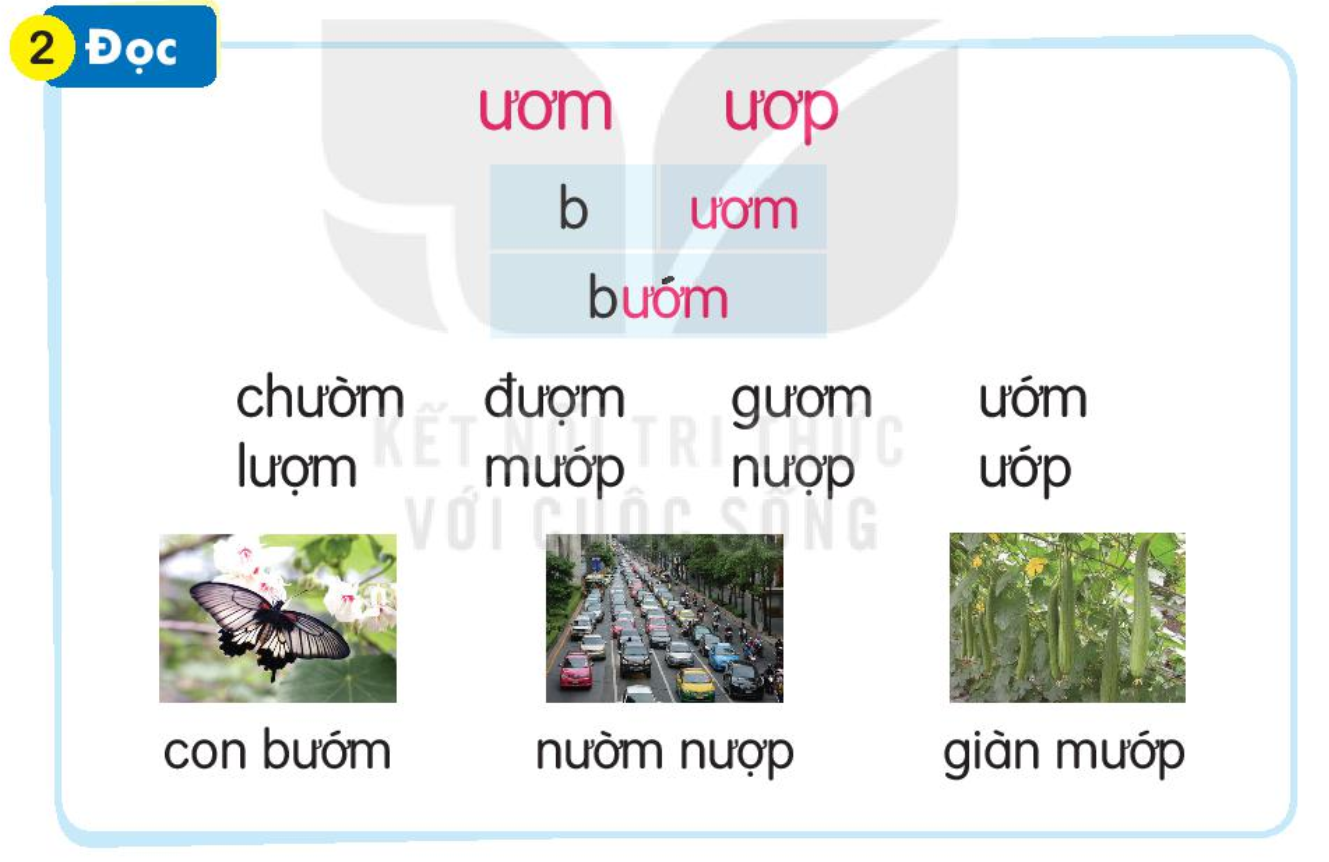 2 Đọc
ươm ươp
b ươm
bướm
chườm đượm gươm ướm
lượm mướp nượp ướp
KẾT NỐI TRI THỨC
VỚI CUỘC SỐNG
con bướm nườm nượp giàn mướp